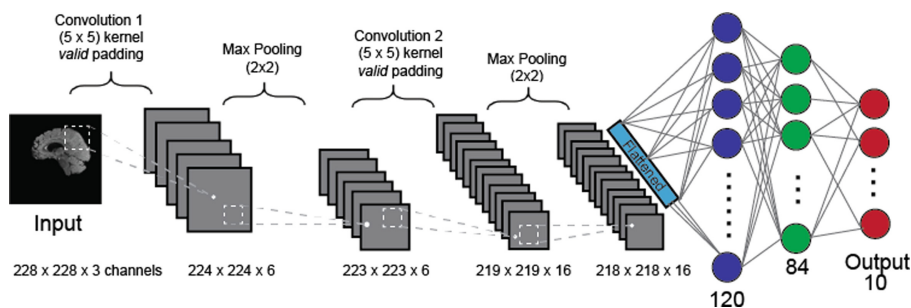 Convolution 1
(5 x 5) kernel
valid padding
Max Pooling
(2x2)
Convolution 2
(5 X 5) kernel
valid padding
Max Pooling
(2x2)
Flattened
Input
228 x 228 x 3 channels
224 x 224 x 6
223 x 223 x 6
219 x 219 x 16
218 x 218 x 16
120
84
Output
10